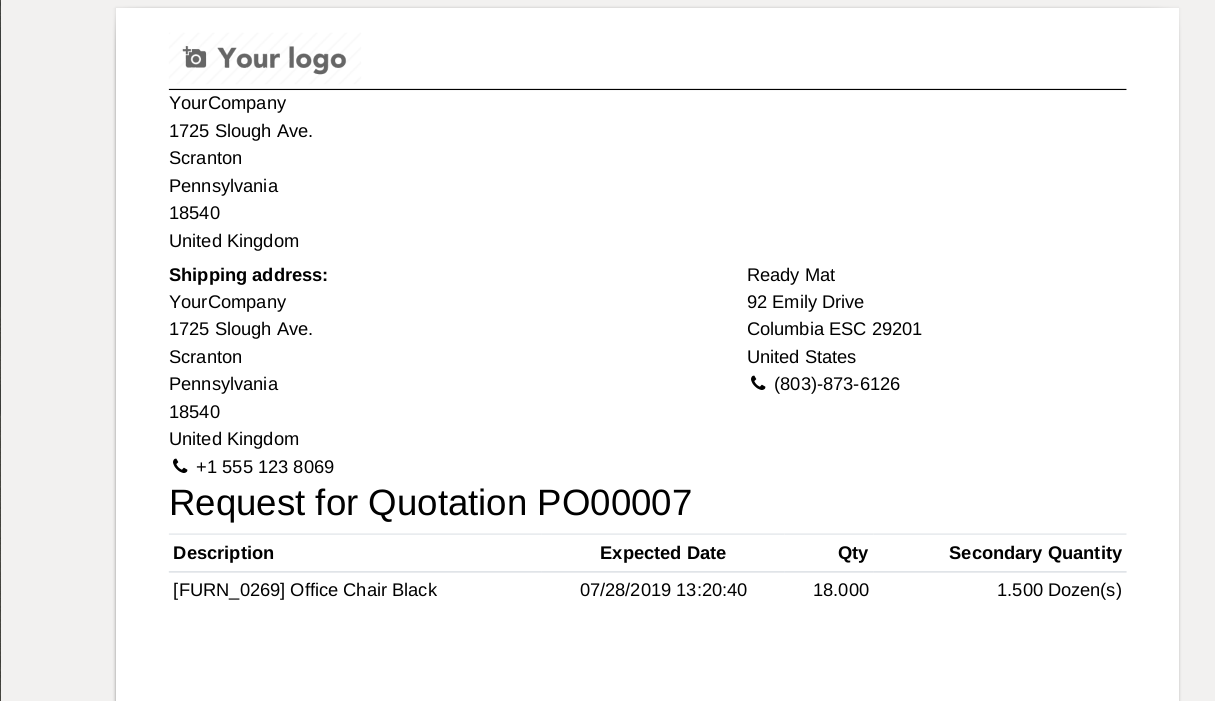 Your logo
YourCompany
1725 Slough Ave.
Scranton
Pennsylvania
18540
United Kingdom
Shipping address:
YourCompany
1725 Slough Ave.
Scranton
Pennsylvania
18540
United Kingdom
+1 555 123 8069
Ready Mat
92 Emily Drive
Columbia ESC 29201
United States
(803)-873-6126
Request for Quotation PO00007
Description Expected Date Qty Secondary Quantity
[FURN_0269] Office Chair Black 07/28/2019 13:20:40 18.000 1.500 Dozen(s)